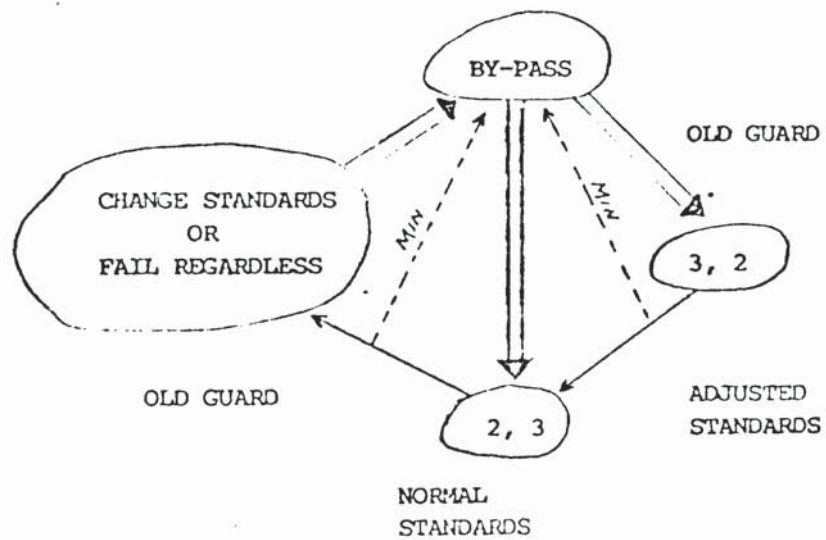 BY-PASS
OLD GUARD
CHANGE STANDARDS
OR
FAIL REGARDLESS
MIN
MIN
3, 2
OLD GUARD
ADJUSTED
STANDARDS
2, 3
NORMAL
STANDARDS